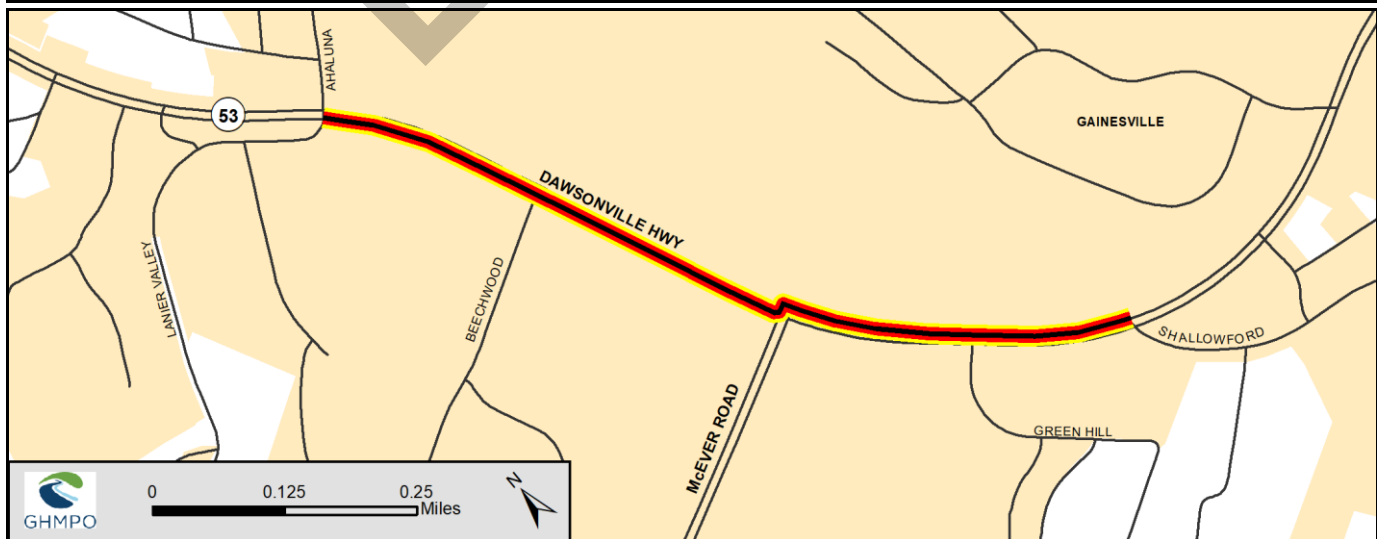 AHALUNA
53
GAINESVILLE
DAWSONVILLE HWY
LANIER VALLEY
BEECHWOOD
SHALLOWFORD
McEVER ROAD
GREEN HILL
GHMPO
0 0.125 0.25
Miles
N